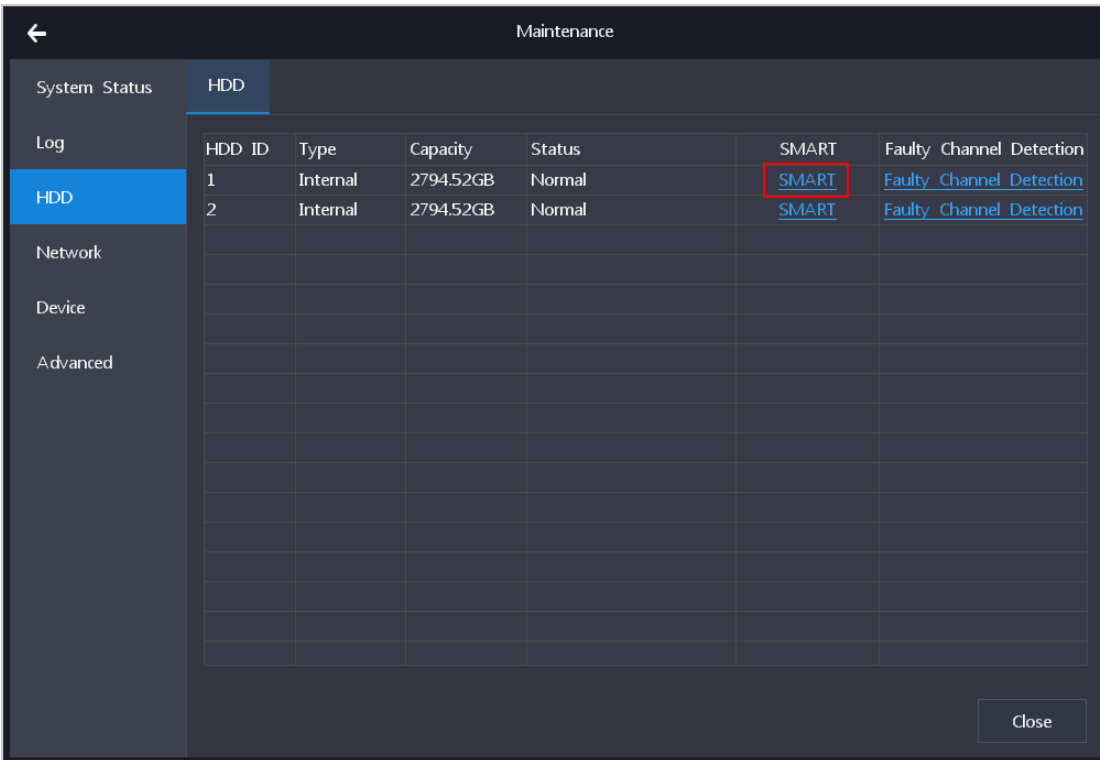 Maintenance
System Status
Log
HDD
Network
Device
Advanced
HDD
HDD ID Type Capacity Status SMART Faulty Channel Detection
1 Internal 2794.52GB Normal SMART Faulty Channel Detection
2 Internal 2794.52GB Normal SMART Faulty Channel Detection
Close